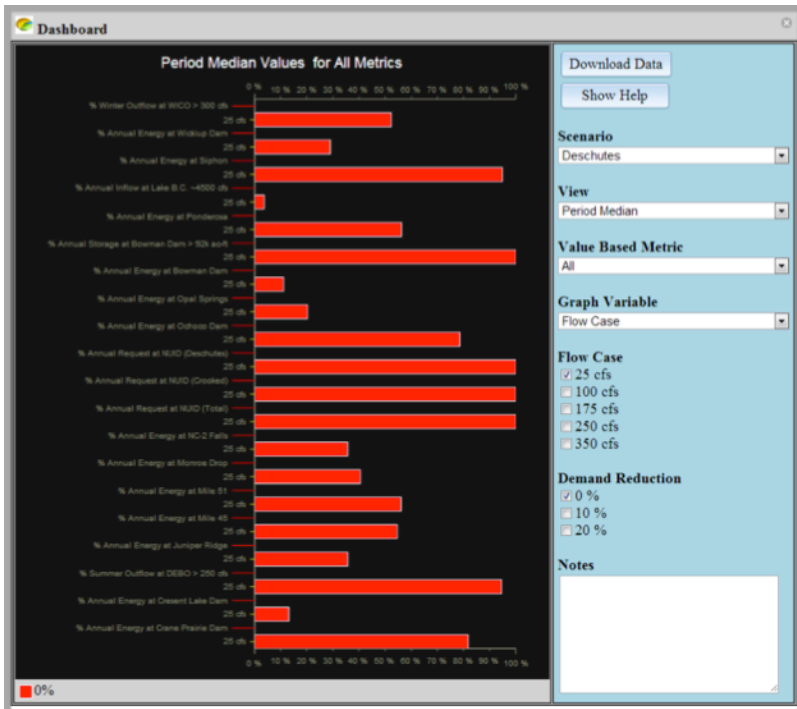 Dashboard
Period Median Values for All Metrics
0 % 10 % 20 % 30 % 40 % 50 % 60 % 70 % 80 % 90 % 100 %
% Winter Outflow at WICO > 300 cfs
25 cfs
% Annual Energy at Wickiup Dam
25 cfs
% Annual Energy at Siphon
25 cfs
% Annual Inflow at Lake B.C. ~4500 cfs
25 cfs
% Annual Energy at Ponderosa
25 cfs
% Annual Storage at Bowman Dam > 92k ac-ft
25 cfs
% Annual Energy at Bowman Dam
25 cfs
% Annual Energy at Opal Springs
25 cfs
% Annual Energy at Ochoco Dam
25 cfs
% Annual Request at NUID (Deschutes)
25 cfs
% Annual Request at NUID (Crooked)
25 cfs
% Annual Request at NUID (Total)
25 cfs
% Annual Energy at NC-2 Falls
25 cfs
% Annual Energy at Monroe Drop
25 cfs
% Annual Energy at Mile 51
25 cfs
% Annual Energy at Mile 45
25 cfs
% Annual Energy at Juniper Ridge
25 cfs
% Summer Outflow at DEBO > 250 cfs
25 cfs
% Annual Energy at Cresent Lake Dam
25 cfs
% Annual Energy at Crane Prairie Dam
25 cfs
0 % 10 % 20 % 30 % 40 % 50 % 60 % 70 % 80 % 90 % 100 %
0%
Download Data
Show Help
Scenario
Deschutes
View
Period Median
Value Based Metric
All
Graph Variable
Flow Case
Flow Case
25 cfs
100 cfs
175 cfs
250 cfs
350 cfs
Demand Reduction
0 %
10 %
20 %
Notes